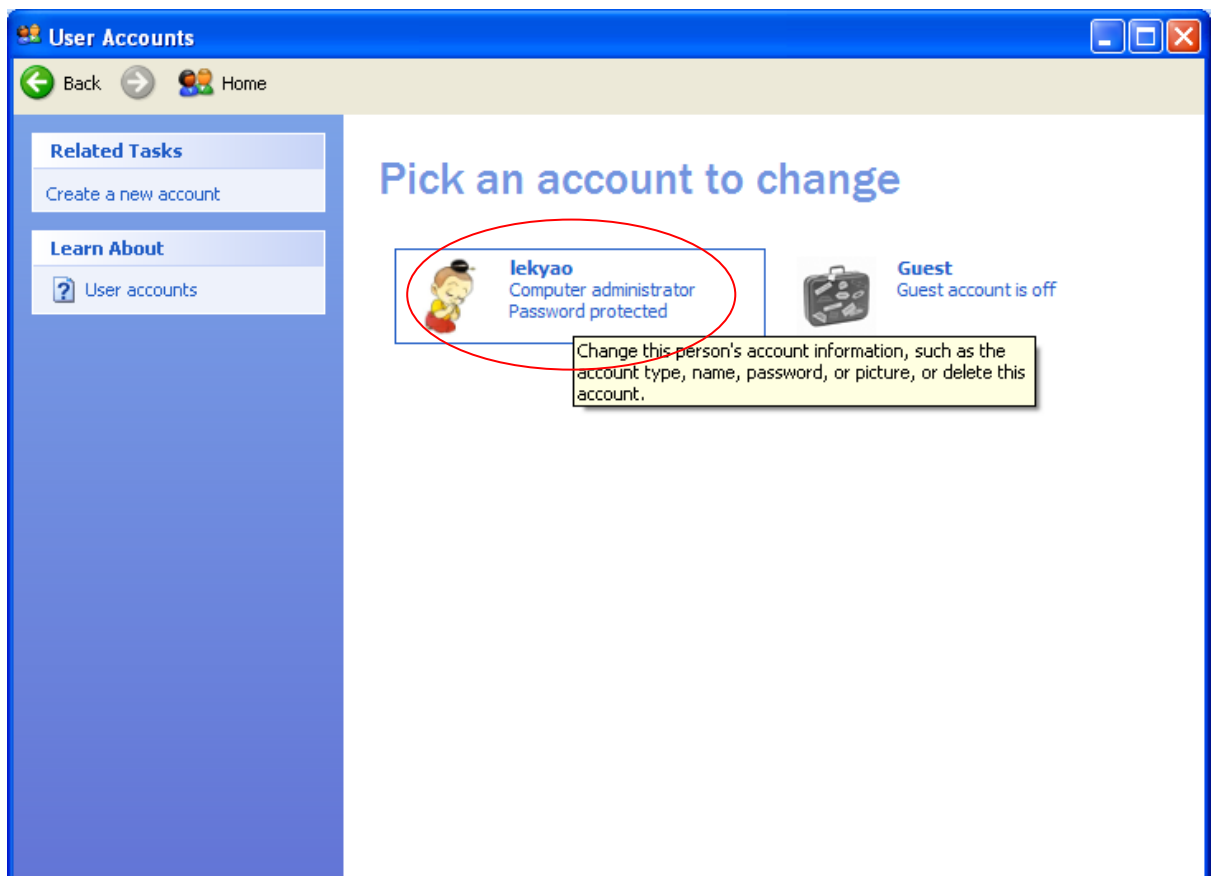 User Accounts
Back
Home
Related Tasks
Create a new account
Learn About
User accounts
Pick an account to change
lekyao
Computer administrator
Password protected
Guest
Guest account is off
Change this person's account information, such as the
account type, name, password, or picture, or delete this
account.